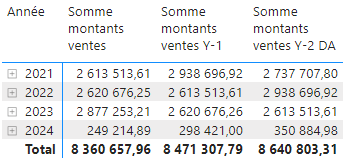 Année Somme Somme Somme
montants montants montants
ventes ventes Y-1 ventes Y-2 DA
2021 2 613 513,61 2 938 696,92 2 737 707,80
2022 2 620 676,25 2 613 513,61 2 938 696,92
2023 2 877 253,21 2 620 676,26 2 613 513,61
2024 249 214,89 298 421,00 350 884,98
Total 8 360 657,96 8 471 307,79 8 640 803,31